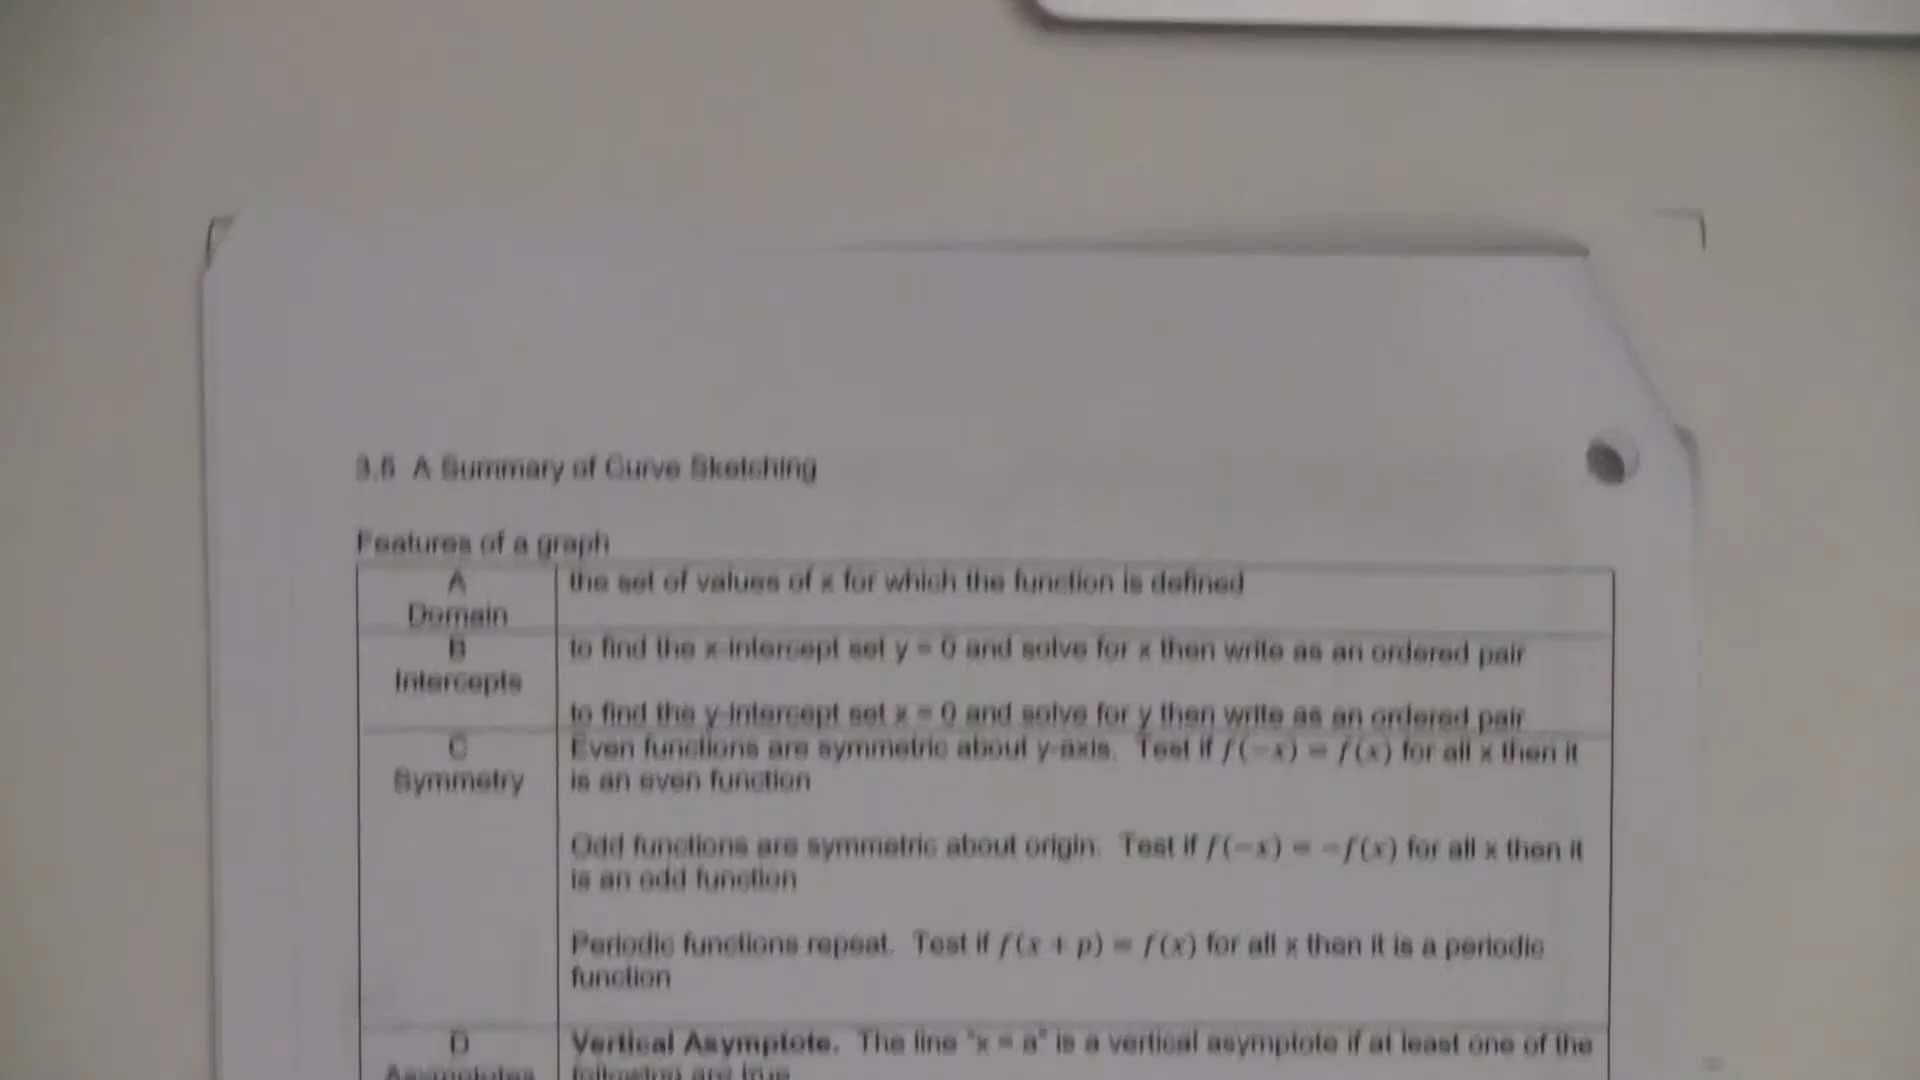 3.5 A Summary of Curve Sketching
Features of a graph
A
Domain
the set of values of x for which the function is defined
B
Intercepts
to find the x-intercept set y = 0 and solve for x then write as an ordered pair
to find the y-intercept set x = 0 and solve for y then write as an ordered pair
C
Symmetry
Even functions are symmetric about y-axis. Test if f(−x) = f(x) for all x then it
is an even function
Odd functions are symmetric about origin. Test if f(−x) = −f(x) for all x then it
is an odd function
Periodic functions repeat. Test if f(x + p) = f(x) for all x then it is a periodic
function
D
Asymptotes
Vertical Asymptote. The line "x = a" is a vertical asymptote if at least one of the
following are true